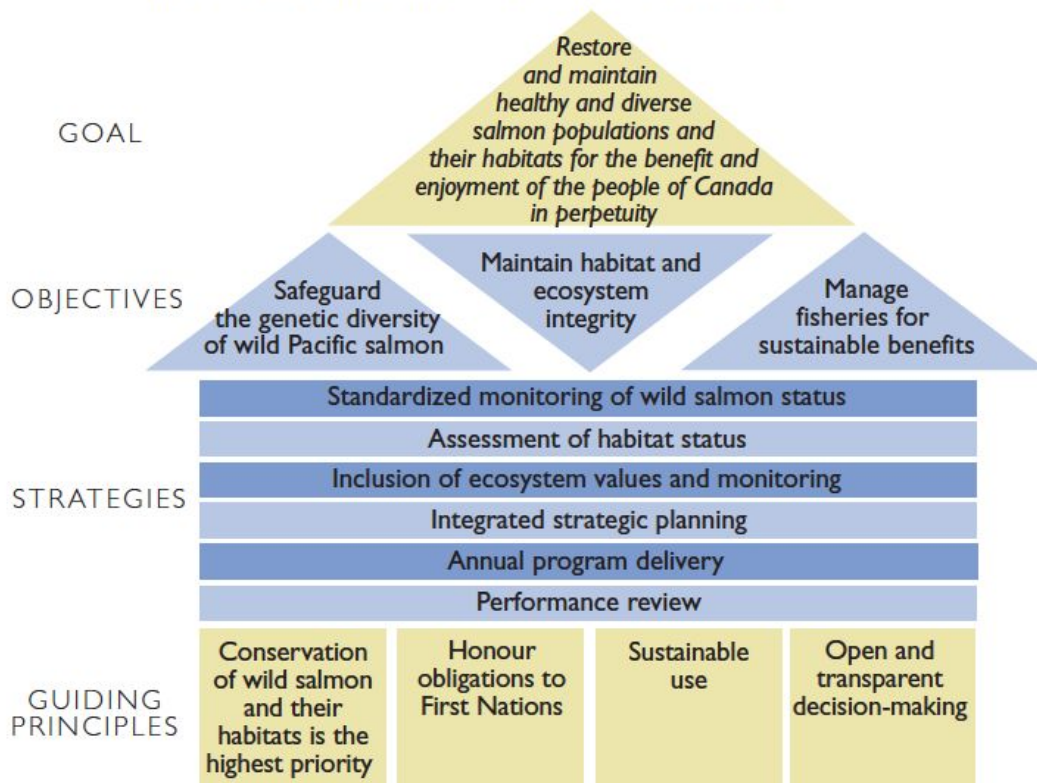 GOAL
Restore
and maintain
healthy and diverse
salmon populations and
their habitats for the benefit and
enjoyment of the people of Canada
in perpetuity
OBJECTIVES
Safeguard
the genetic diversity
of wild Pacific salmon
Maintain habitat and
ecosystem
integrity
Manage
fisheries for
sustainable benefits
STRATEGIES
Standardized monitoring of wild salmon status
Assessment of habitat status
Inclusion of ecosystem values and monitoring
Integrated strategic planning
Annual program delivery
Performance review
GUIDING
PRINCIPLES
Conservation
of wild salmon
and their
habitats is the
highest priority
Honour
obligations to
First Nations
Sustainable
use
Open and
transparent
decision-making